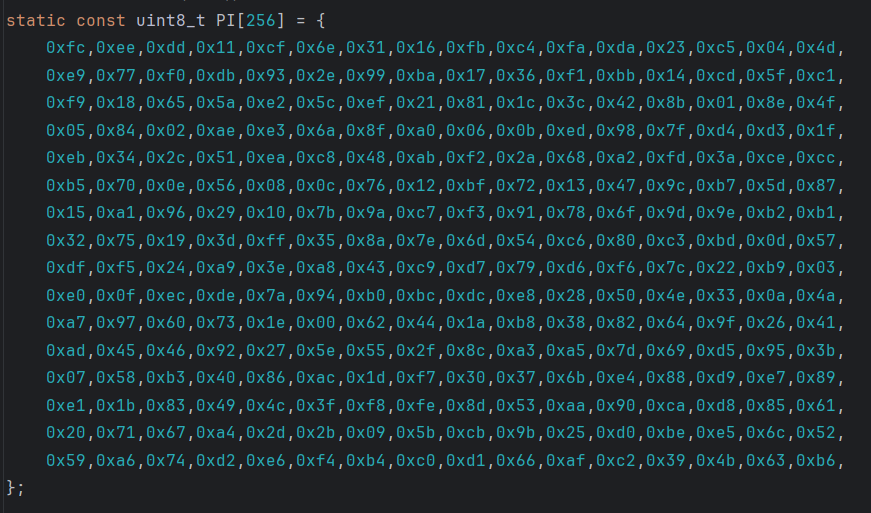 static const uint8_t PI[256] = {
0xfc,0xee,0xdd,0x11,0xcf,0x6e,0x31,0x16,0xfb,0xc4,0xfa,0xda,0x23,0xc5,0x04,0x4d,
0xe9,0x77,0xf0,0xdb,0x93,0x2e,0x99,0xba,0x17,0x36,0xf1,0xbb,0x14,0xcd,0x5f,0xc1,
0xf9,0x18,0x65,0x5a,0xe2,0x5c,0xef,0x21,0x81,0x1c,0x3c,0x42,0x8b,0x01,0x8e,0x4f,
0x05,0x84,0x02,0xae,0xe3,0x6a,0x8f,0xa0,0x06,0x0b,0xed,0x98,0x7f,0xd4,0xd3,0x1f,
0xeb,0x34,0x2c,0x51,0xea,0xc8,0x48,0xab,0xf2,0x2a,0x68,0xa2,0xfd,0x3a,0xce,0xcc,
0xb5,0x70,0x0e,0x56,0x08,0x0c,0x76,0x12,0xbf,0x72,0x13,0x47,0x9c,0xb7,0x5d,0x87,
0x15,0xa1,0x96,0x29,0x10,0x7b,0x9a,0xc7,0xf3,0x91,0x78,0x6f,0x9d,0x9e,0xb2,0xb1,
0x32,0x75,0x19,0x3d,0xff,0x35,0x8a,0x7e,0x6d,0x54,0xc6,0x80,0xc3,0xbd,0x0d,0x57,
0xdf,0xf5,0x24,0xa9,0x3e,0xa8,0x43,0xc9,0xd7,0x79,0xd6,0xf6,0x7c,0x22,0xb9,0x03,
0xe0,0x0f,0xec,0xde,0x7a,0x94,0xb0,0xbc,0xdc,0xe8,0x28,0x50,0x4e,0x33,0x0a,0x4a,
0xa7,0x97,0x60,0x73,0x1e,0x00,0x62,0x44,0x1a,0xb8,0x38,0x82,0x64,0x9f,0x26,0x41,
0xad,0x45,0x46,0x92,0x27,0x5e,0x55,0x2f,0x8c,0xa3,0xa5,0x7d,0x69,0xd5,0x95,0x3b,
0x07,0x58,0xb3,0x40,0x86,0xac,0x1d,0xf7,0x30,0x37,0x6b,0xe4,0x88,0xd9,0xe7,0x89,
0xe1,0x1b,0x83,0x49,0x4c,0x3f,0xf8,0xfe,0x8d,0x53,0xaa,0x90,0xca,0xd8,0x85,0x61,
0x20,0x71,0x67,0xa4,0x2d,0x2b,0x09,0x5b,0xcb,0x9b,0x25,0xd0,0xbe,0xe5,0x6c,0x52,
0x59,0xa6,0x74,0xd2,0xe6,0xf4,0xb4,0xc0,0xd1,0x66,0xaf,0xc2,0x39,0x4b,0x63,0xb6,
};